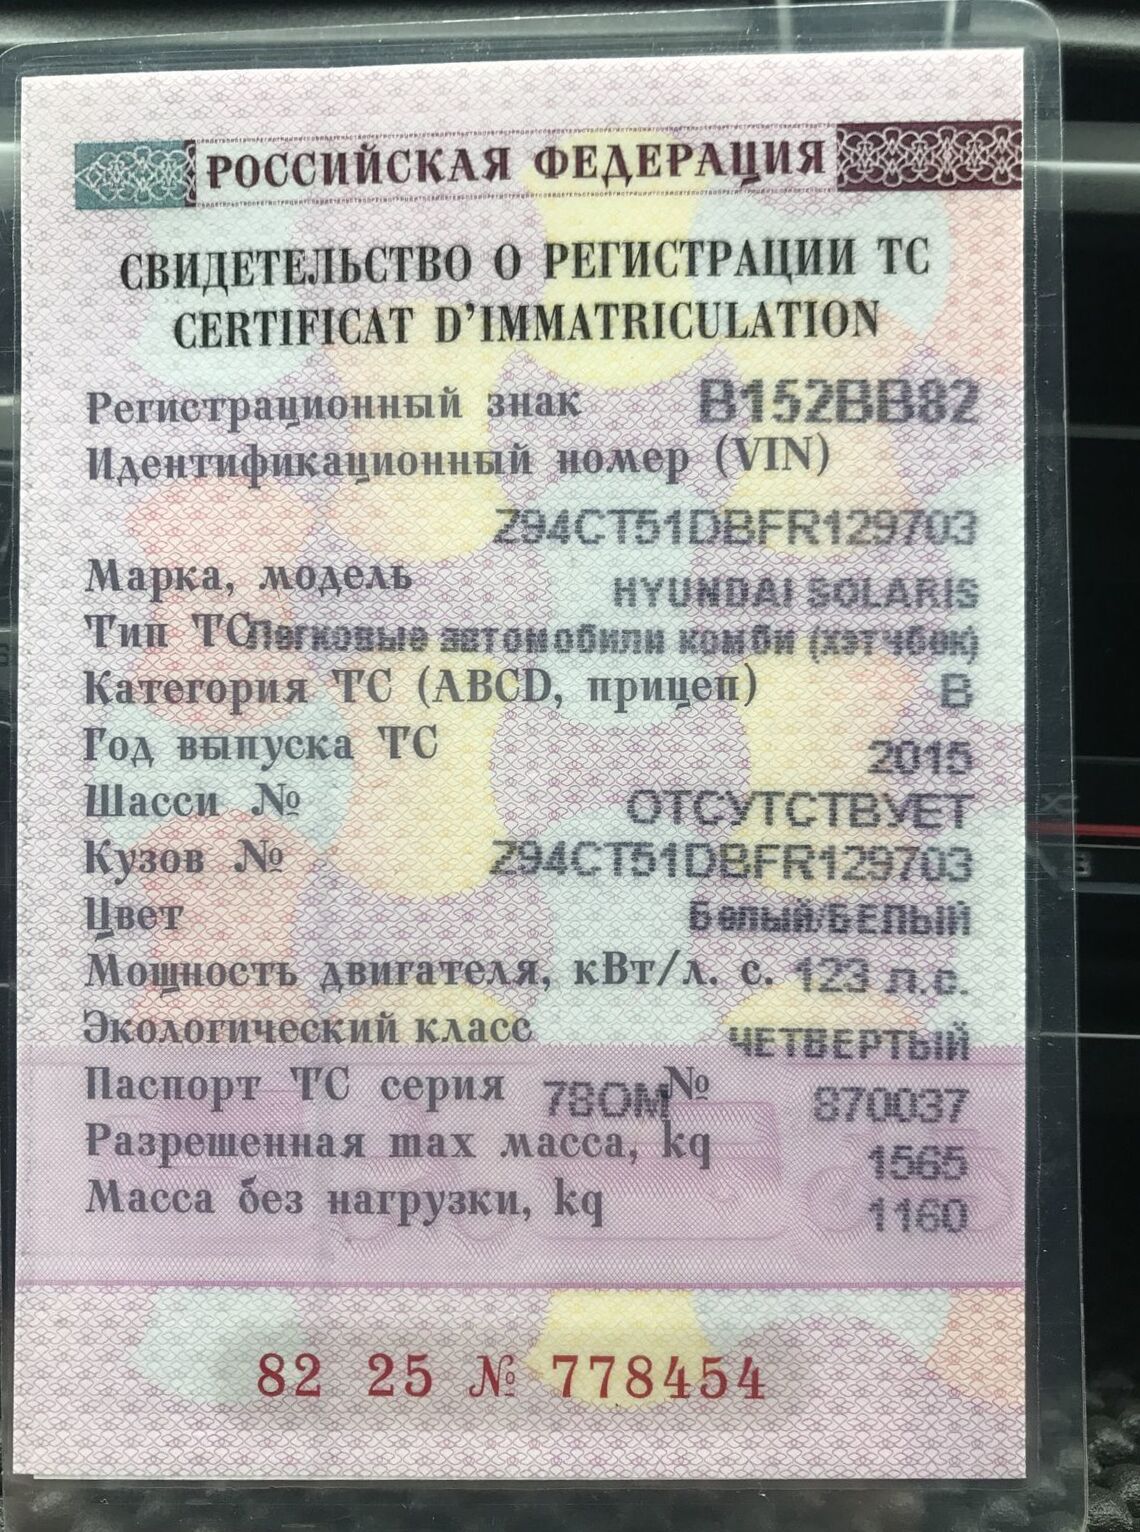 РОССИЙСКАЯ ФЕДЕРАЦИЯ
СВИДЕТЕЛЬСТВО О РЕГИСТРАЦИИ ТС
CERTIFICAT D'IMMATRICULATION
Регистрационный знак В152ВВ82
Идентификационный номер (VIN)
Z94CT51DBFR129703
Марка, модель HYUNDAI SOLARIS
Тип ТС Легковые автомобили комби (хэтчбек)
Категория ТС (ABCD, прицеп) B
Год выпуска ТС 2015
Шасси № ОТСУТСТВУЕТ
Кузов № Z94CT51DBFR129703
Цвет Белый/БЕЛЫЙ
Мощность двигателя, кВт/л. с. 123 л.с.
Экологический класс ЧЕТВЕРТЫЙ
Паспорт ТС серия 78ОМ № 870037
Разрешенная max масса, kg 1565
Масса без нагрузки, kg 1160
82 25 № 778454